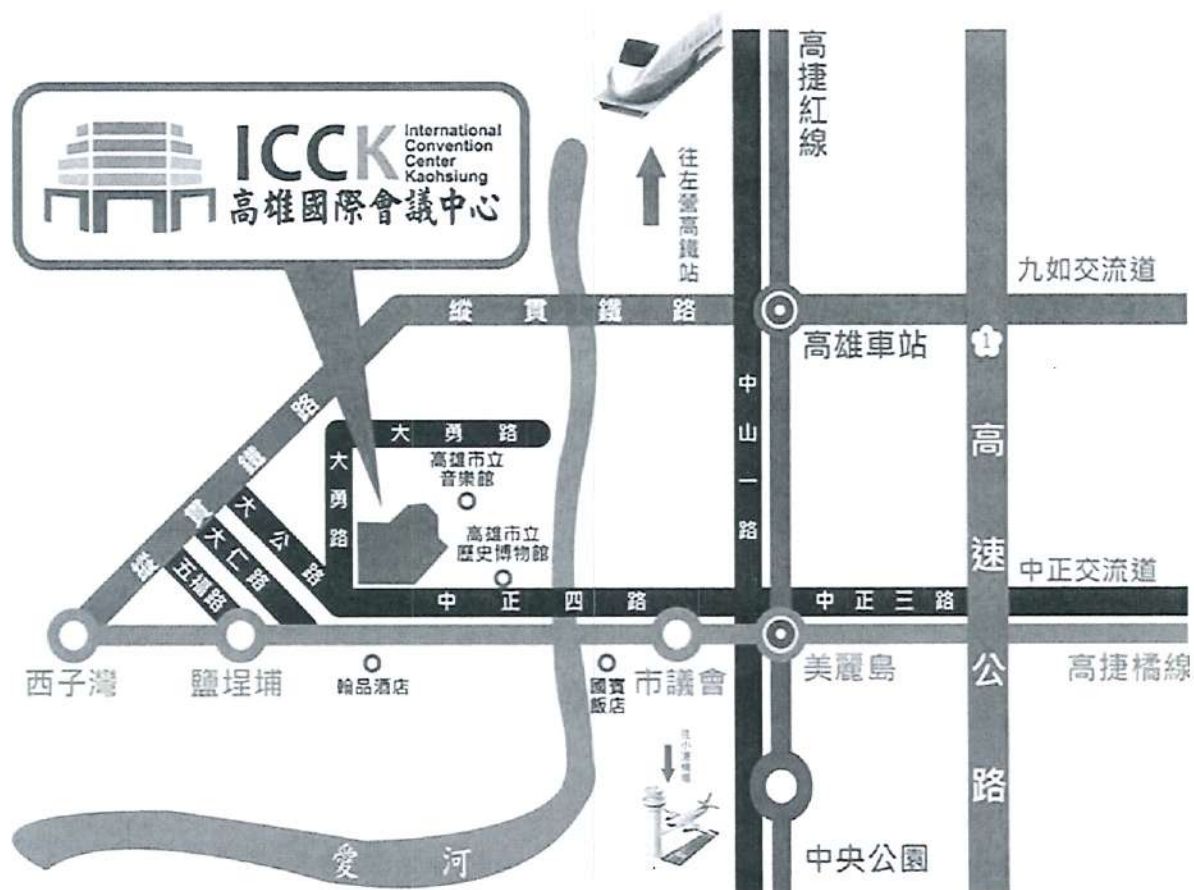 高捷紅線
ICCK
International
Convention
Center
Kaohsiung
高雄國際會議中心
往左營高鐵站
九如交流道
縱貫鐵路
高雄車站
1
中山一路
高速公路
縱貫鐵路
大勇路
大勇路
高雄市立
音樂館
高雄市立
歷史博物館
大公路
大仁路
五福路
中正四路
中正三路
中正交流道
西子灣
鹽埕埔
翰品酒店
國賓
飯店
市議會
美麗島
高捷橘線
往小港機場
愛河
中央公園